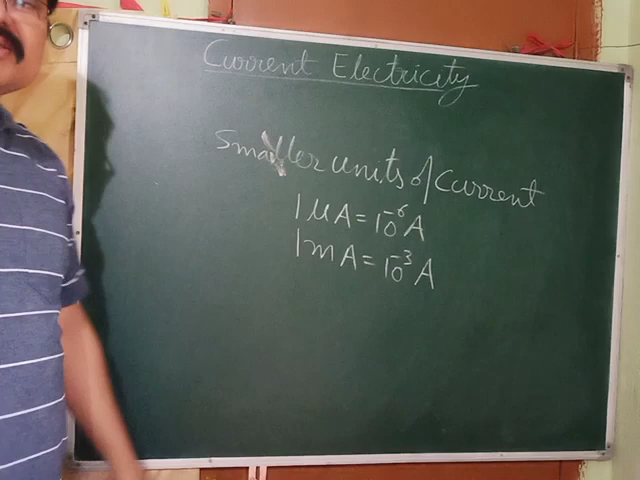 Current Electricity
Smaller units of Current
1 μA = 10⁻⁶ A
1 mA = 10⁻³ A